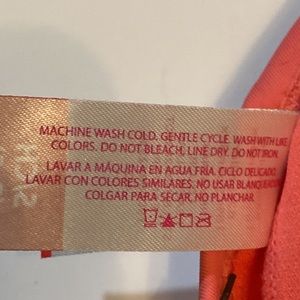 MACHINE WASH COLD. GENTLE CYCLE. WASH WITH LIKE
COLORS. DO NOT BLEACH. LINE DRY. DO NOT IRON.
LAVAR A MÁQUINA EN AGUA FRÍA. CICLO DELICADO.
LAVAR CON COLORES SIMILARES. NO USAR BLANQUEADOR.
COLGAR PARA SECAR. NO PLANCHAR.